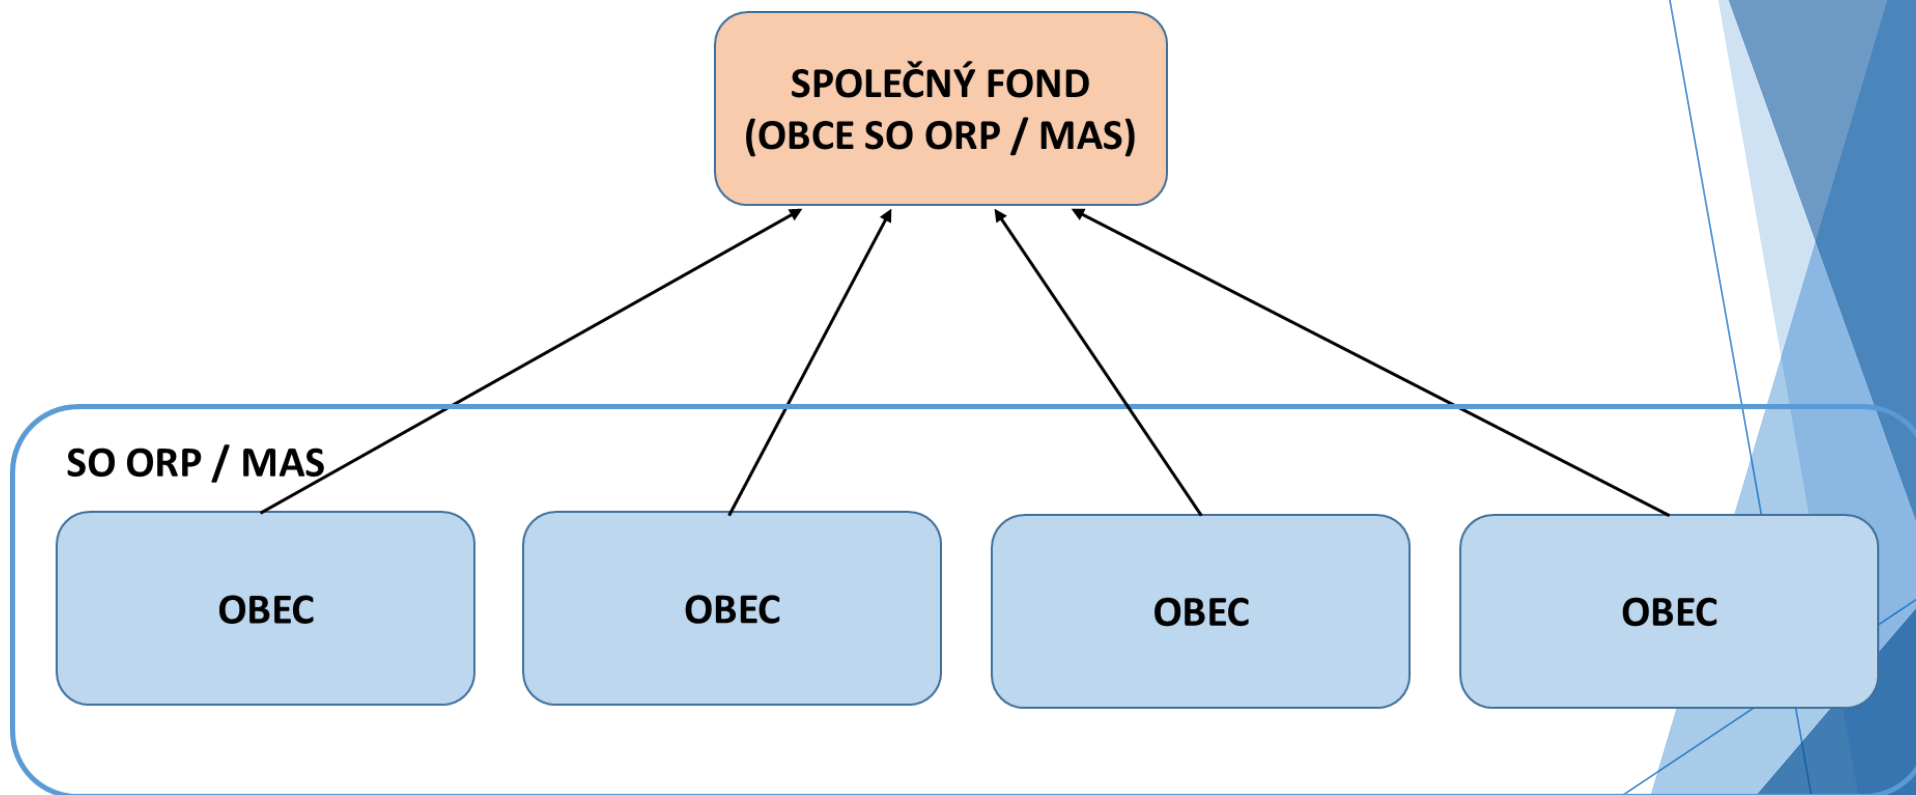 SPOLEČNÝ FOND
(OBCE SO ORP / MAS)
SO ORP / MAS
OBEC
OBEC
OBEC
OBEC